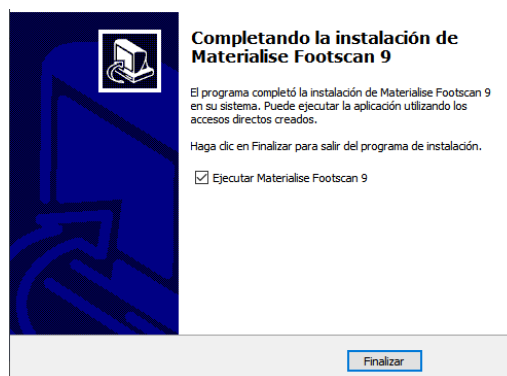 Completando la instalación de
Materialise Footscan 9
El programa completó la instalación de Materialise Footscan 9
en su sistema. Puede ejecutar la aplicación utilizando los
accesos directos creados.
Haga clic en Finalizar para salir del programa de instalación.
Ejecutar Materialise Footscan 9
Finalizar